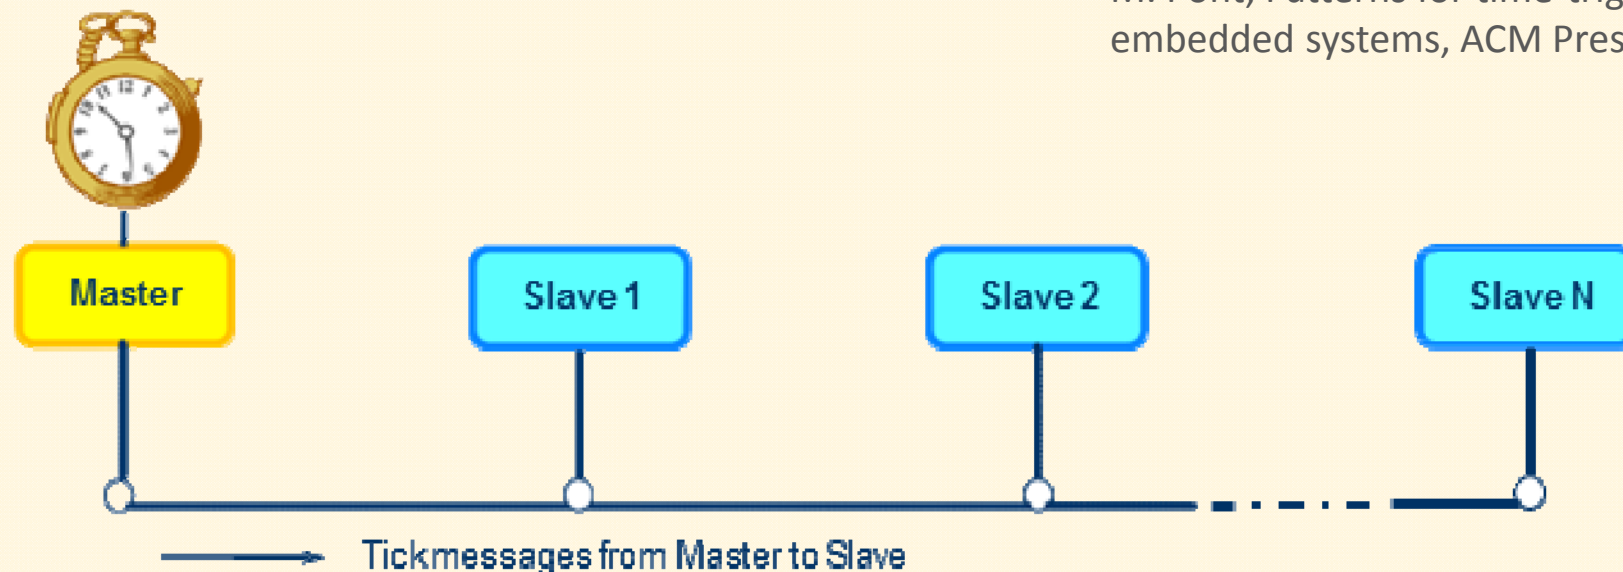 embedded systems, ACM Pres
Master
Slave 1
Slave 2
Slave N
Tickmessages from Master to Slave